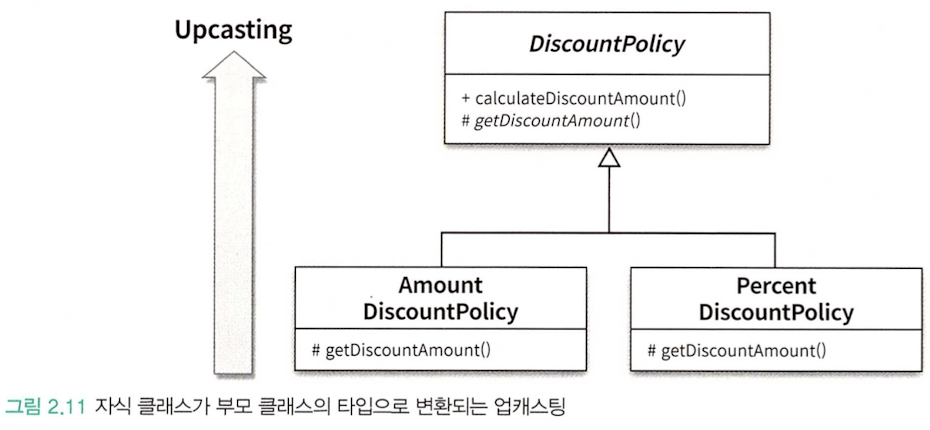 Upcasting
DiscountPolicy
+ calculateDiscountAmount()
# getDiscountAmount()
Amount
DiscountPolicy
# getDiscountAmount()
Percent
DiscountPolicy
# getDiscountAmount()
그림 2.11 자식 클래스가 부모 클래스의 타입으로 변환되는 업캐스팅